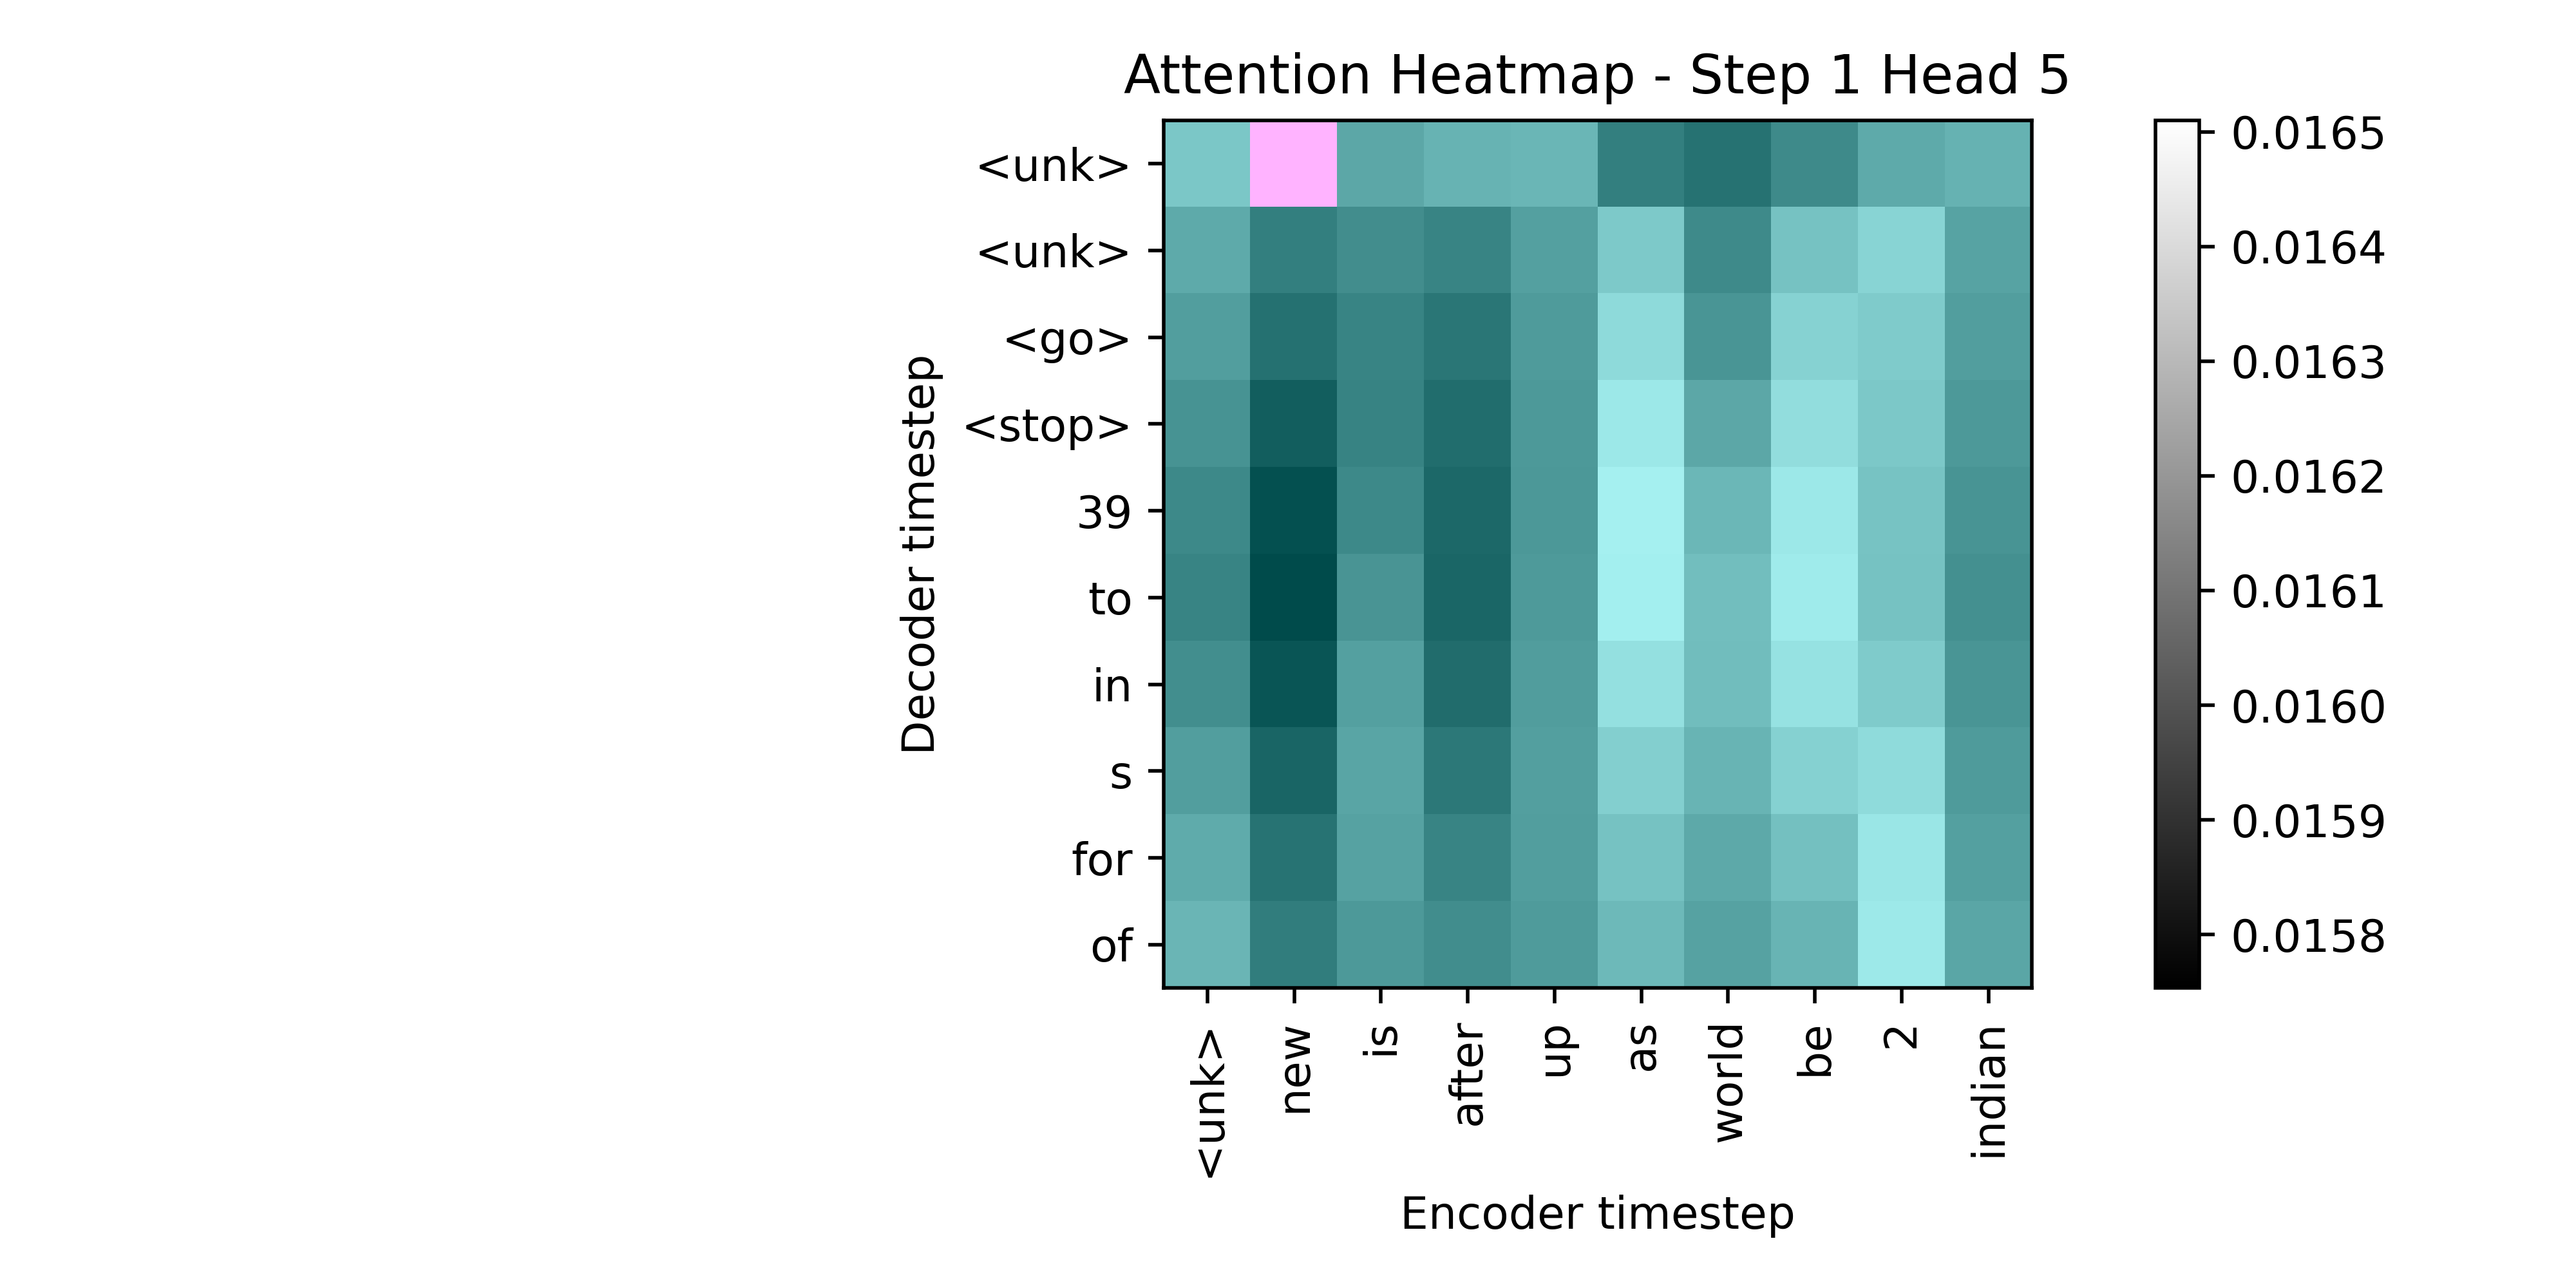 Attention Heatmap - Step 1 Head 5
Decoder timestep
<unk>
<unk>
<go>
<stop>
39
to
in
s
for
of
<unk>
new
is
after
up
as
world
be
2
indian
Encoder timestep
0.0165
0.0164
0.0163
0.0162
0.0161
0.0160
0.0159
0.0158